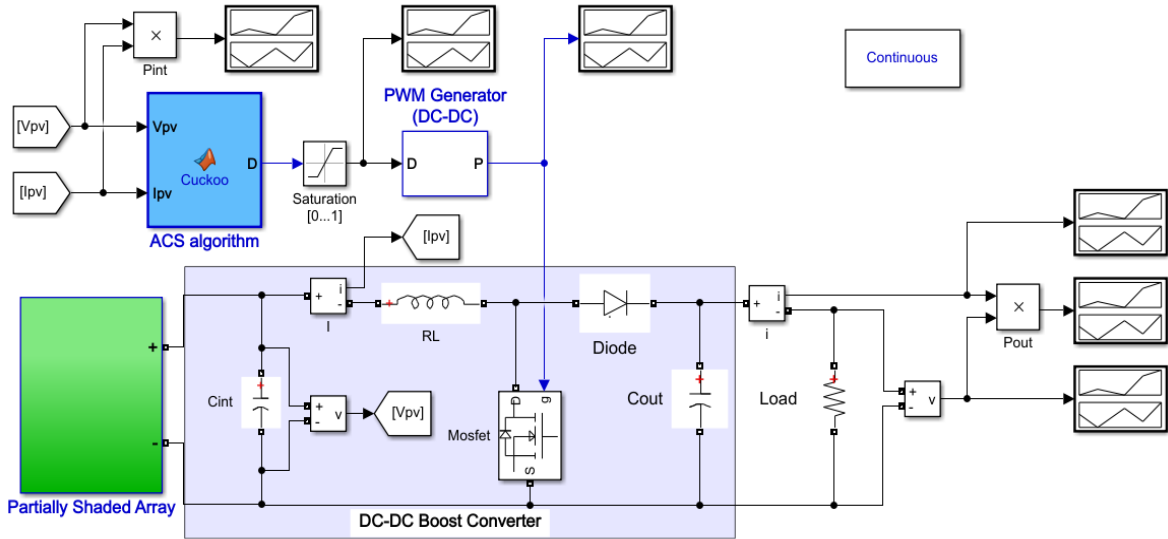 ×
Pint
Continuous
PWM Generator
(DC-DC)
[Vpv]
Vpv
D
Cuckoo
[Ipv]
Ipv
ACS algorithm
Saturation
[0...1]
D
P
[Ipv]
+
i
-
I
RL
Diode
+
i
-
i
×
Pout
+
-
Partially Shaded Array
Cint
+
+
-
v
[Vpv]
D
g
S
Mosfet
Cout
+
Load
+
+
-
v
DC-DC Boost Converter